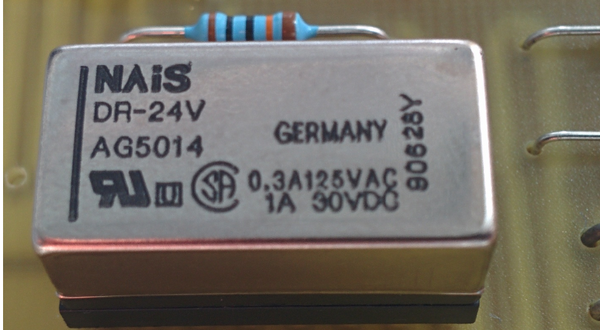 NAiS
DR-24V
AG5014
GERMANY
0.3A125VAC
1A 30VDC
90628Y